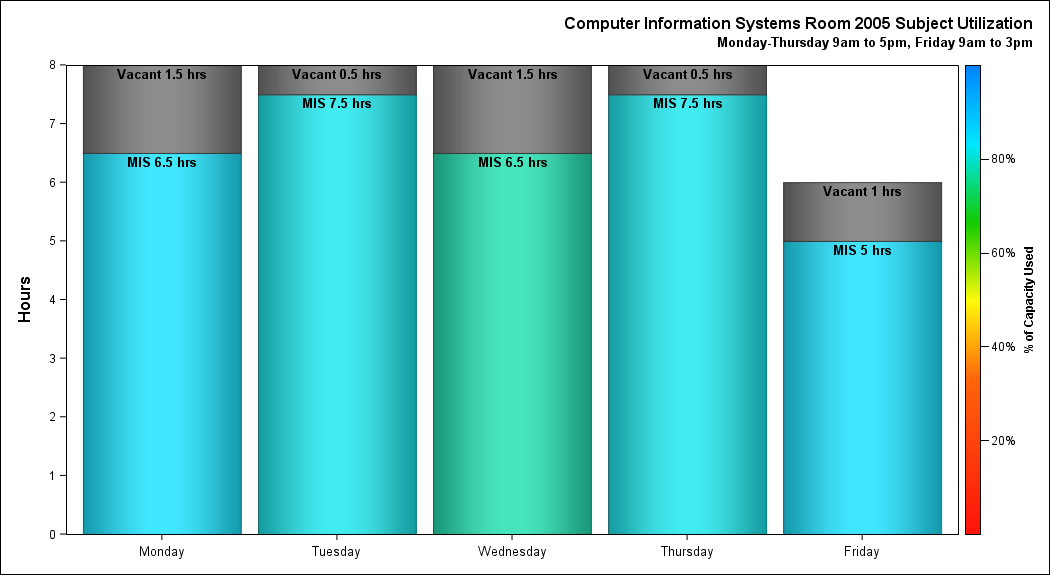 Computer Information Systems Room 2005 Subject Utilization
Monday-Thursday 9am to 5pm, Friday 9am to 3pm
Hours
8
7
6
5
4
3
2
1
0
Vacant 1.5 hrs
MIS 6.5 hrs
Vacant 0.5 hrs
MIS 7.5 hrs
Vacant 1.5 hrs
MIS 6.5 hrs
Vacant 0.5 hrs
MIS 7.5 hrs
Vacant 1 hrs
MIS 5 hrs
Monday
Tuesday
Wednesday
Thursday
Friday
80%
60%
40%
20%
% of Capacity Used